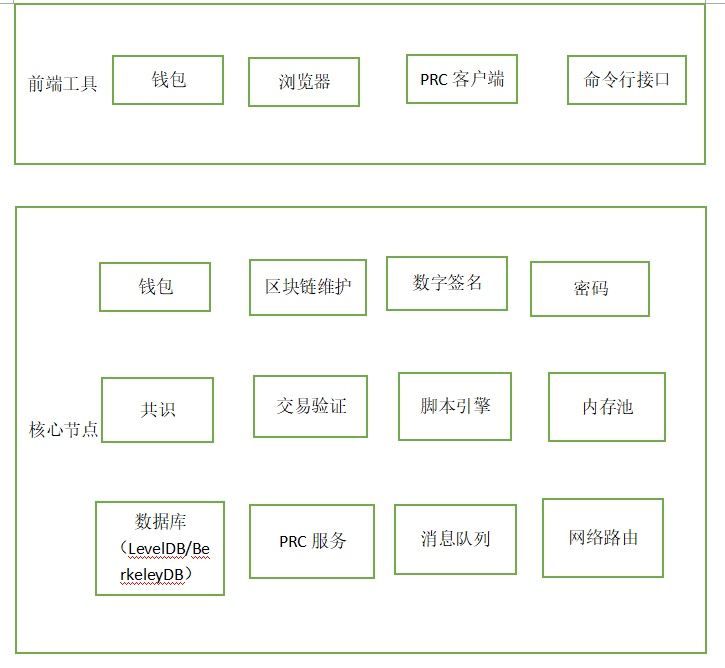 前端工具
钱包
浏览器
PRC 客户端
命令行接口
钱包
区块链维护
数字签名
密码
核心节点
共识
交易验证
脚本引擎
内存池
数据库
（LevelDB/Be
rkeleyDB）
PRC 服务
消息队列
网络路由